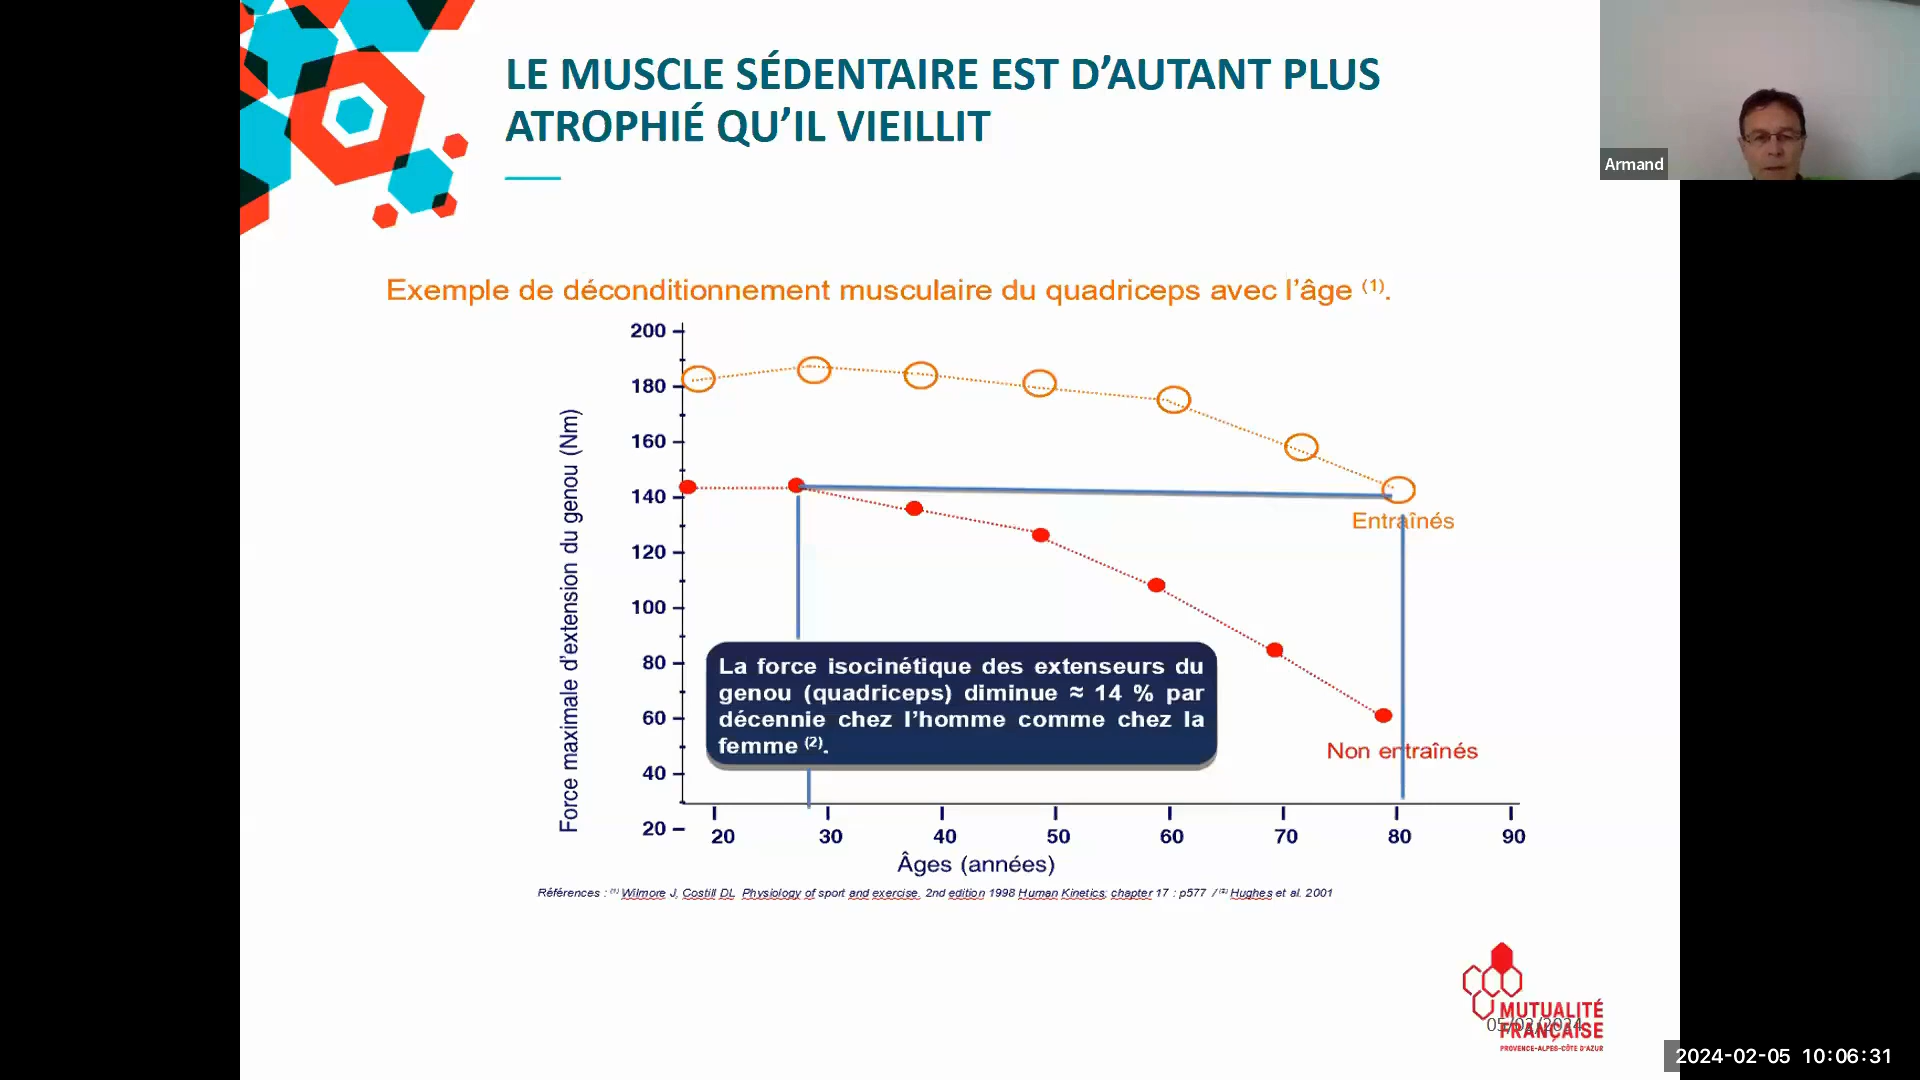 LE MUSCLE SÉDENTAIRE EST D’AUTANT PLUS
ATROPHIÉ QU’IL VIEILLIT
Armand
Exemple de déconditionnement musculaire du quadriceps avec l’âge (1).
Force maximale d’extension du genou (Nm)
200
180
160
140
120
100
80
60
40
20
Entraînés
Non entraînés
La force isocinétique des extenseurs du
genou (quadriceps) diminue ≈ 14 % par
décennie chez l’homme comme chez la
femme (2).
20 30 40 50 60 70 80 90
Âges (années)
Références : (1) Wilmore J, Costill DL Physiology of sport and exercise. 2nd edition 1998 Human Kinetics; chapter 17 : p577 / (2) Hughes et al. 2001
MUTUALITÉ
05/02/2024
FRANÇAISE
PROVENCE-ALPES-CÔTE D'AZUR
2024-02-05 10:06:31